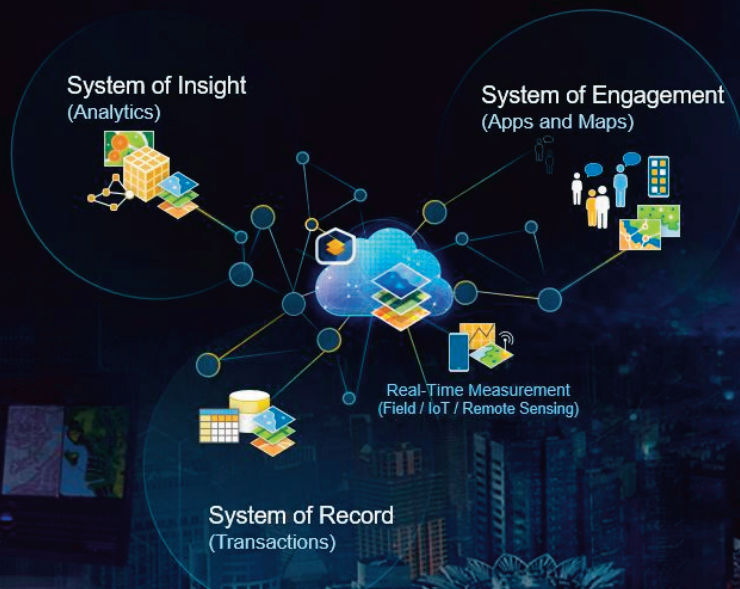 System of Insight
(Analytics)
System of Engagement
(Apps and Maps)
Real-Time Measurement
(Field / IoT / Remote Sensing)
System of Record
(Transactions)